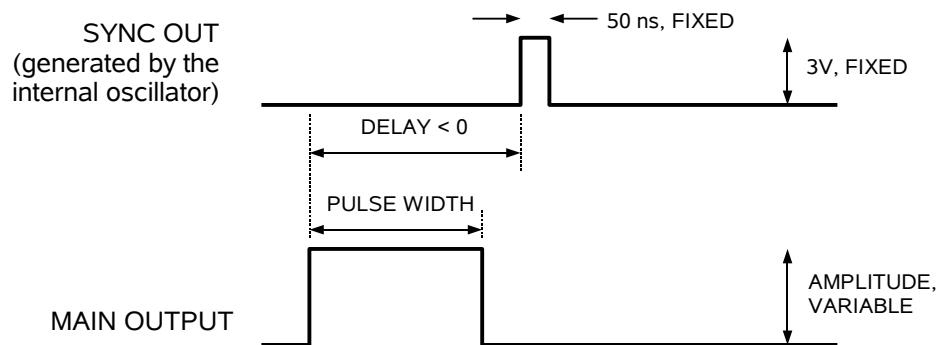 SYNC OUT
(generated by the
internal oscillator)
50 ns, FIXED
3V, FIXED
DELAY < 0
PULSE WIDTH
MAIN OUTPUT
AMPLITUDE,
VARIABLE